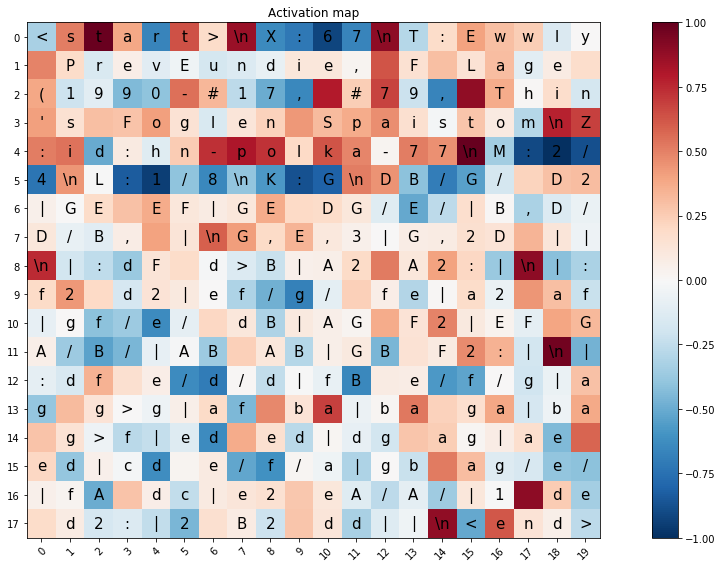 Activation map
0 < s t a r t > \n X : 6 7 \n T : E w w l y
1 P r e v E u n d i e , F L a g e
2 ( 1 9 9 0 - # 1 7 , # 7 9 , T h i n
3 ' s F o g l e n S p a i s t o m \n Z
4 : i d : h n - p o l k a - 7 7 \n M : 2 /
5 4 \n L : 1 / 8 \n K : G \n D B / G / D 2
6 | G E E F | G E D G / E / | B , D /
7 D / B , | \n G , E , 3 | G , 2 D |
8 \n | : d F d > B | A 2 A 2 : | \n | :
9 f 2 d 2 | e f / g / f e | a 2 a f
10 | g f / e / d B | A G F 2 | E F G
11 A / B / | A B A B | G B F 2 : | \n |
12 : d f e / d / d | f B e / f / g | a
13 g g > g | a f b a | b a g a | b a
14 g > f | e d e d | d g a g | a e
15 e d | c d e / f / a | g b a g / e /
16 | f A d c | e 2 e A / A / | 1 d e
17 d 2 : | 2 B 2 d d | | \n < e n d >
0 1 2 3 4 5 6 7 8 9 10 11 12 13 14 15 16 17 18 19
1.00
0.75
0.50
0.25
0.00
−0.25
−0.50
−0.75
−1.00